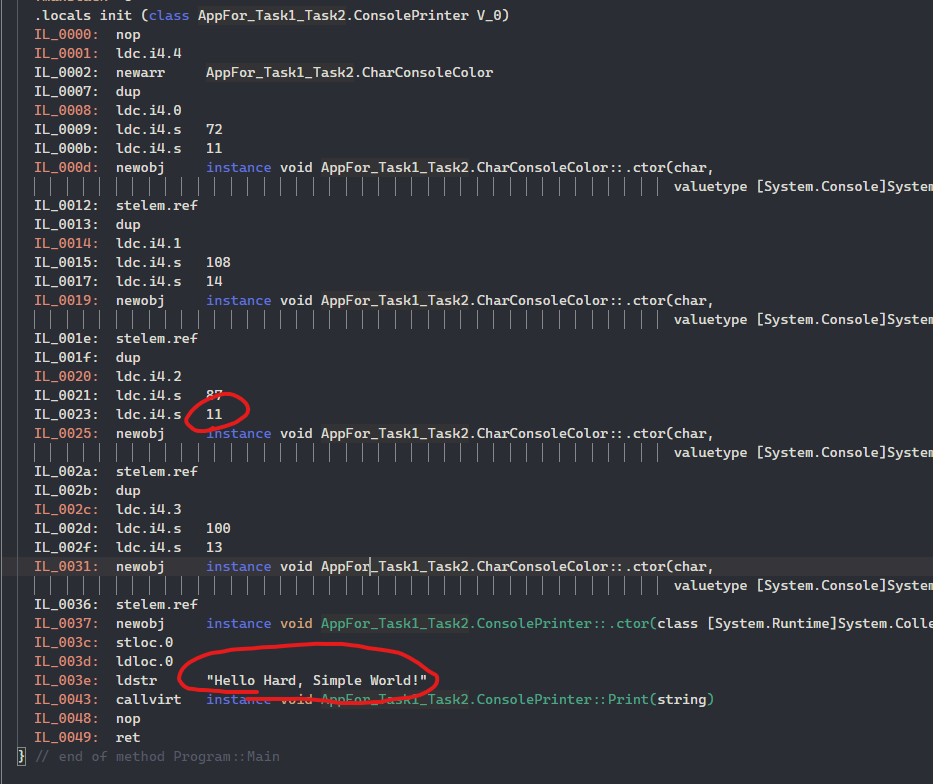 .locals init (class AppFor_Task1_Task2.ConsolePrinter V_0)
IL_0000: nop
IL_0001: ldc.i4.4
IL_0002: newarr AppFor_Task1_Task2.CharConsoleColor
IL_0007: dup
IL_0008: ldc.i4.0
IL_0009: ldc.i4.s 72
IL_000b: ldc.i4.s 11
IL_000d: newobj instance void AppFor_Task1_Task2.CharConsoleColor::.ctor(char,
valuetype [System.Console]System
IL_0012: stelem.ref
IL_0013: dup
IL_0014: ldc.i4.1
IL_0015: ldc.i4.s 108
IL_0017: ldc.i4.s 14
IL_0019: newobj instance void AppFor_Task1_Task2.CharConsoleColor::.ctor(char,
valuetype [System.Console]System
IL_001e: stelem.ref
IL_001f: dup
IL_0020: ldc.i4.2
IL_0021: ldc.i4.s 87
IL_0023: ldc.i4.s 11
IL_0025: newobj instance void AppFor_Task1_Task2.CharConsoleColor::.ctor(char,
valuetype [System.Console]System
IL_002a: stelem.ref
IL_002b: dup
IL_002c: ldc.i4.3
IL_002d: ldc.i4.s 100
IL_002f: ldc.i4.s 13
IL_0031: newobj instance void AppFor_Task1_Task2.CharConsoleColor::.ctor(char,
valuetype [System.Console]System
IL_0036: stelem.ref
IL_0037: newobj instance void AppFor_Task1_Task2.ConsolePrinter::.ctor(class [System.Runtime]System.Colle
IL_003c: stloc.0
IL_003d: ldloc.0
IL_003e: ldstr "Hello Hard, Simple World!"
IL_0043: callvirt instance void AppFor_Task1_Task2.ConsolePrinter::Print(string)
IL_0048: nop
IL_0049: ret
} // end of method Program::Main